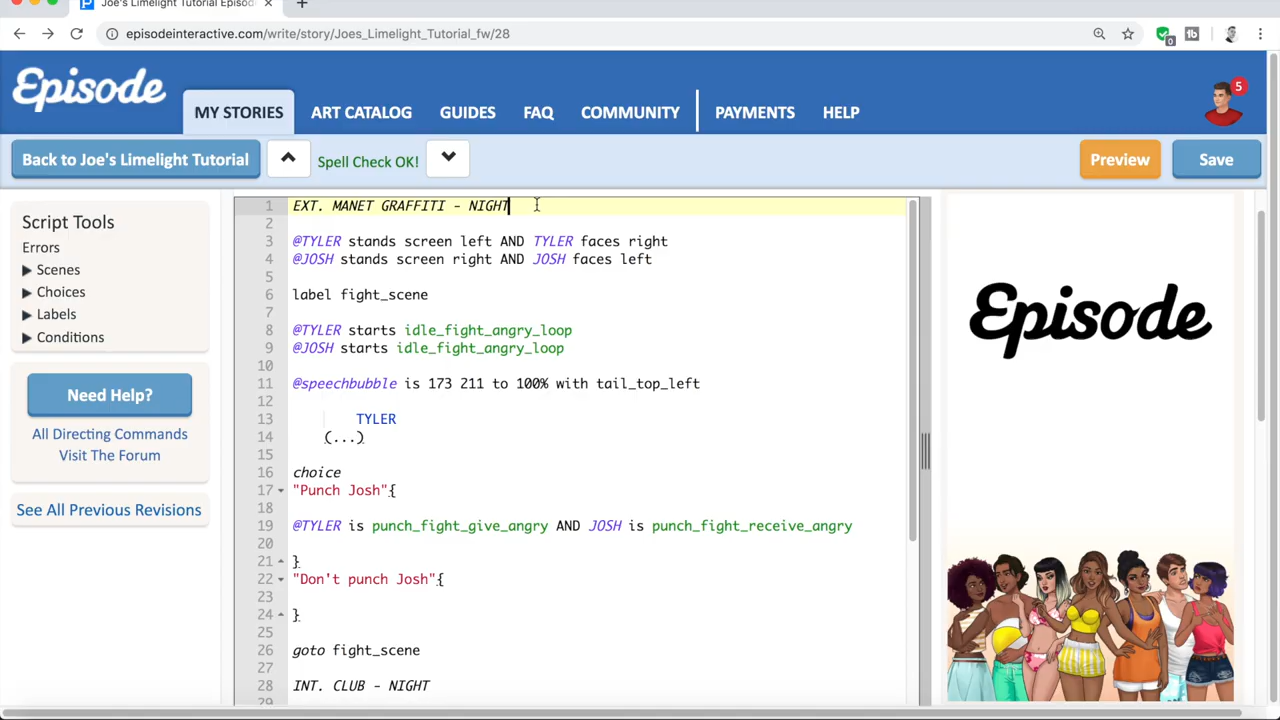 Joe's Limelight Tutorial Episod
episodeinteractive.com/write/story/Joes_Limelight_Tutorial_fw/28
0
Episode
MY STORIES
ART CATALOG
GUIDES
FAQ
COMMUNITY
PAYMENTS
HELP
5
Back to Joe's Limelight Tutorial
Spell Check OK!
Preview
Save
Script Tools
Errors
Scenes
Choices
Labels
Conditions
Need Help?
All Directing Commands
Visit The Forum
See All Previous Revisions
1 EXT. MANET GRAFFITI - NIGHT
2
3 @TYLER stands screen left AND TYLER faces right
4 @JOSH stands screen right AND JOSH faces left
5
6 label fight_scene
7
8 @TYLER starts idle_fight_angry_loop
9 @JOSH starts idle_fight_angry_loop
10
11 @speechbubble is 173 211 to 100% with tail_top_left
12
13 TYLER
14 (...)
15
16 choice
17 "Punch Josh"{
18
19 @TYLER is punch_fight_give_angry AND JOSH is punch_fight_receive_angry
20
21 }
22 "Don't punch Josh"{
23
24 }
25
26 goto fight_scene
27
28 INT. CLUB - NIGHT
29
Episode